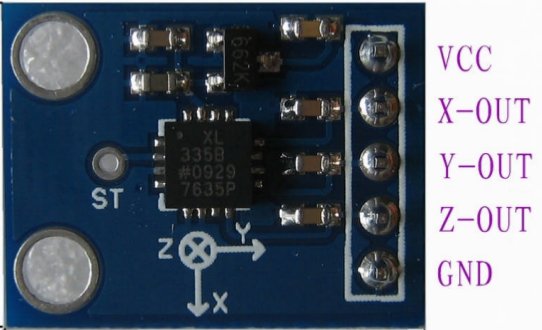 662K
VCC
X-OUT
XL
335B
#0929
7635P
Y-OUT
ST
Z-OUT
Z
Y
X
GND